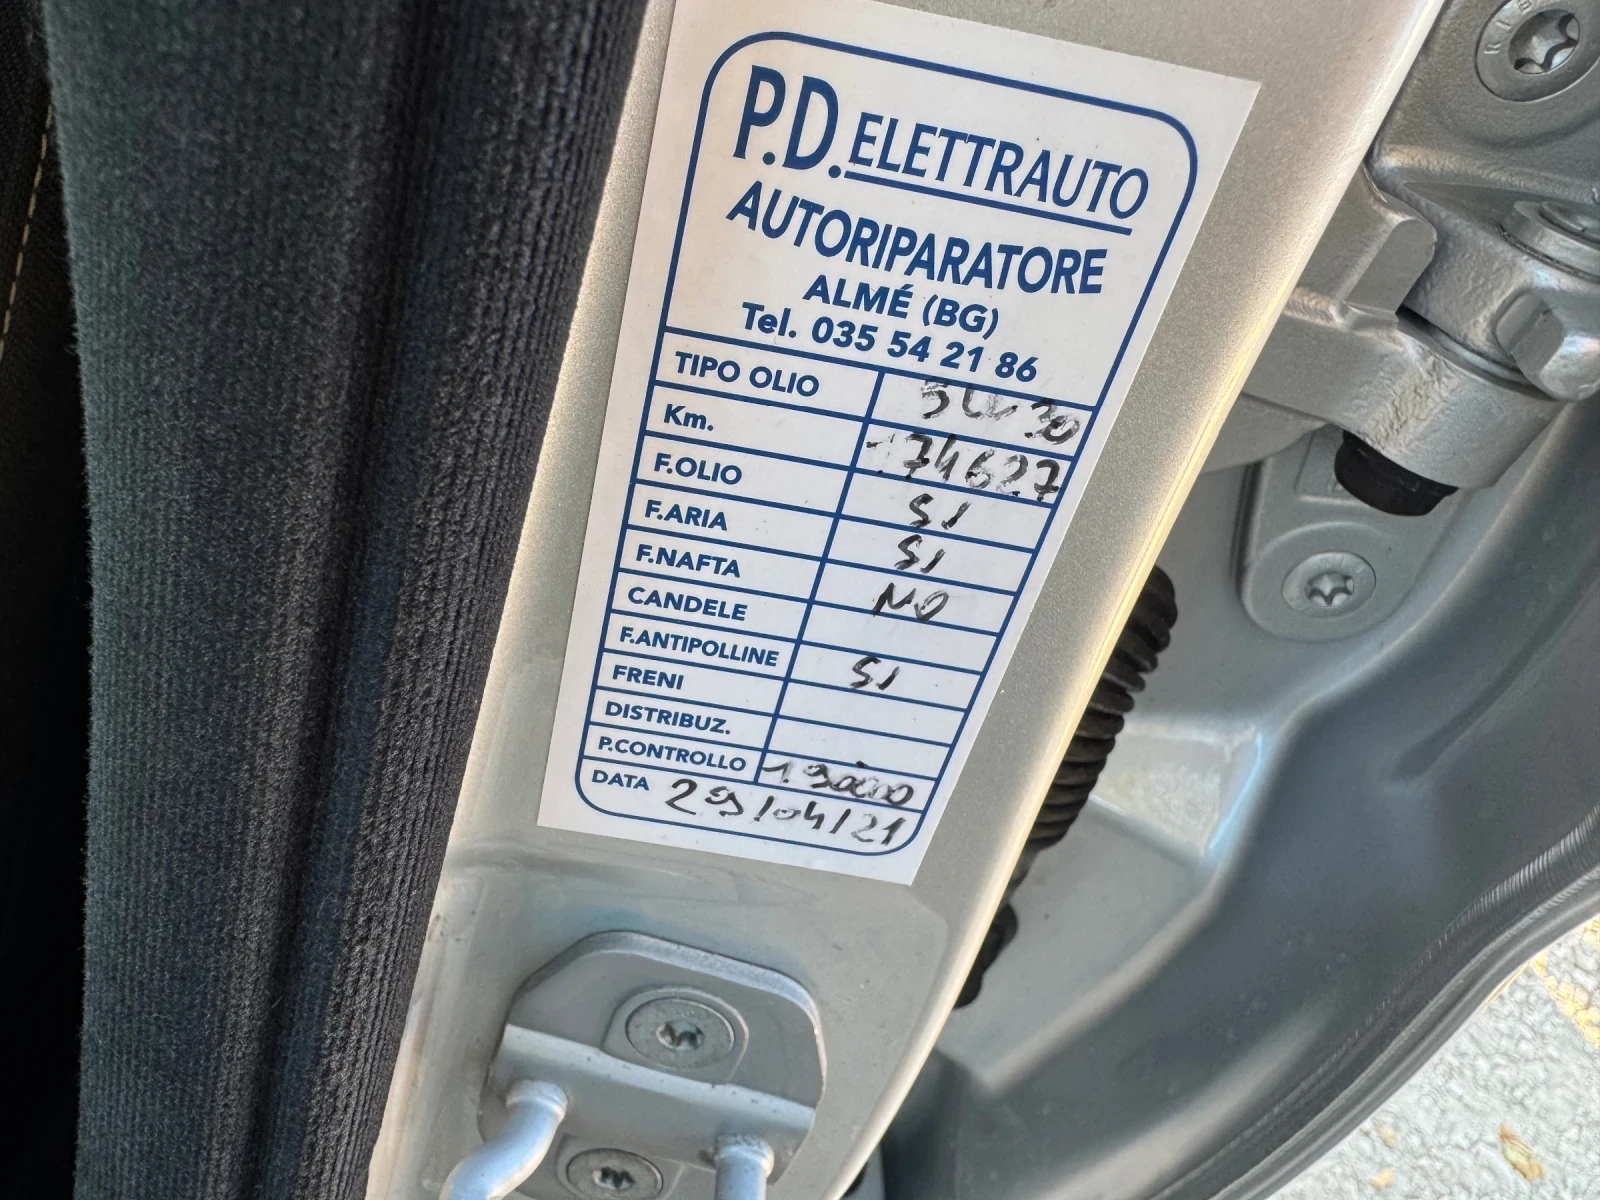 P.D. ELETTRAUTO
AUTORIPARATORE
ALMÉ (BG)
Tel. 035 54 21 86
TIPO OLIO 5W30
Km. 174627
F.OLIO SI
F.ARIA SI
F.NAFTA NO
CANDELE
F.ANTIPOLLINE SI
FRENI
DISTRIBUZ.
P.CONTROLLO
DATA 29/04/21